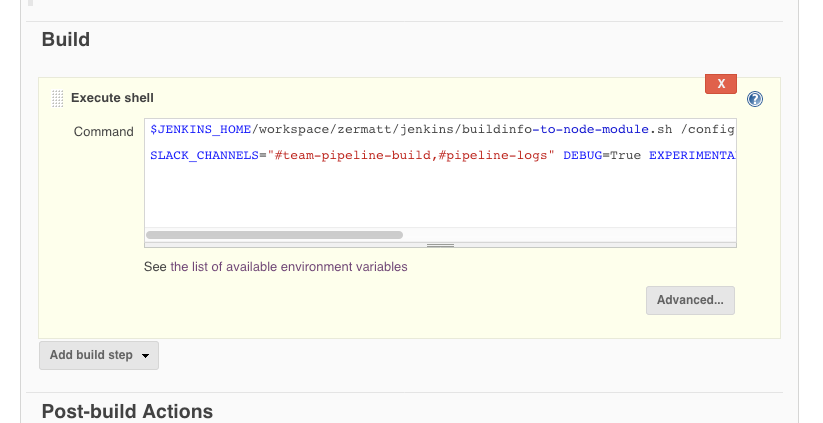 Build
X
Execute shell
?
Command
$JENKINS_HOME/workspace/zermatt/jenkins/buildinfo-to-node-module.sh /config
SLACK_CHANNELS="#team-pipeline-build,#pipeline-logs" DEBUG=True EXPERIMENTA
See the list of available environment variables
Advanced...
Add build step
Post-build Actions